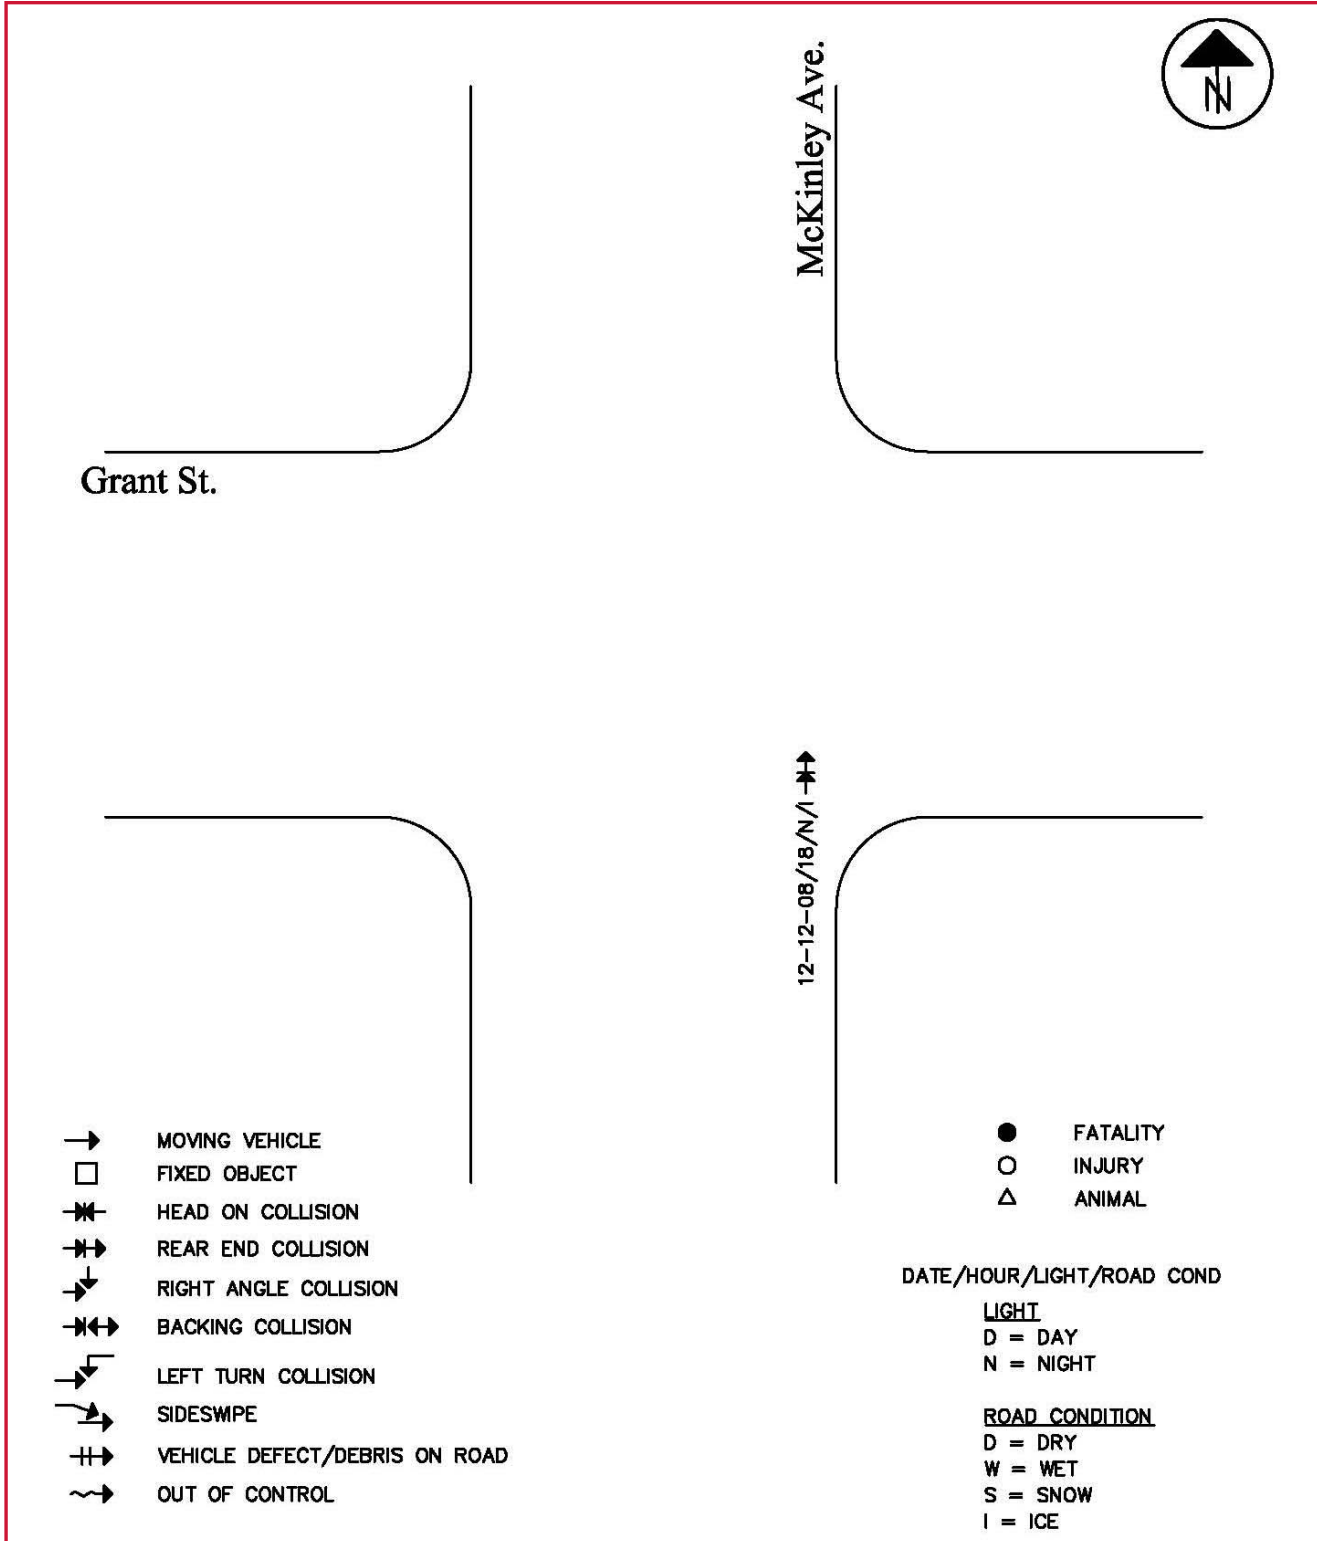 McKinley Ave.
N
Grant St.
12-12-08/18/N/I
MOVING VEHICLE
FIXED OBJECT
HEAD ON COLLISION
REAR END COLLISION
RIGHT ANGLE COLLISION
BACKING COLLISION
LEFT TURN COLLISION
SIDESWIPE
VEHICLE DEFECT/DEBRIS ON ROAD
OUT OF CONTROL
FATALITY
INJURY
ANIMAL
DATE/HOUR/LIGHT/ROAD COND
LIGHT
D = DAY
N = NIGHT
ROAD CONDITION
D = DRY
W = WET
S = SNOW
I = ICE